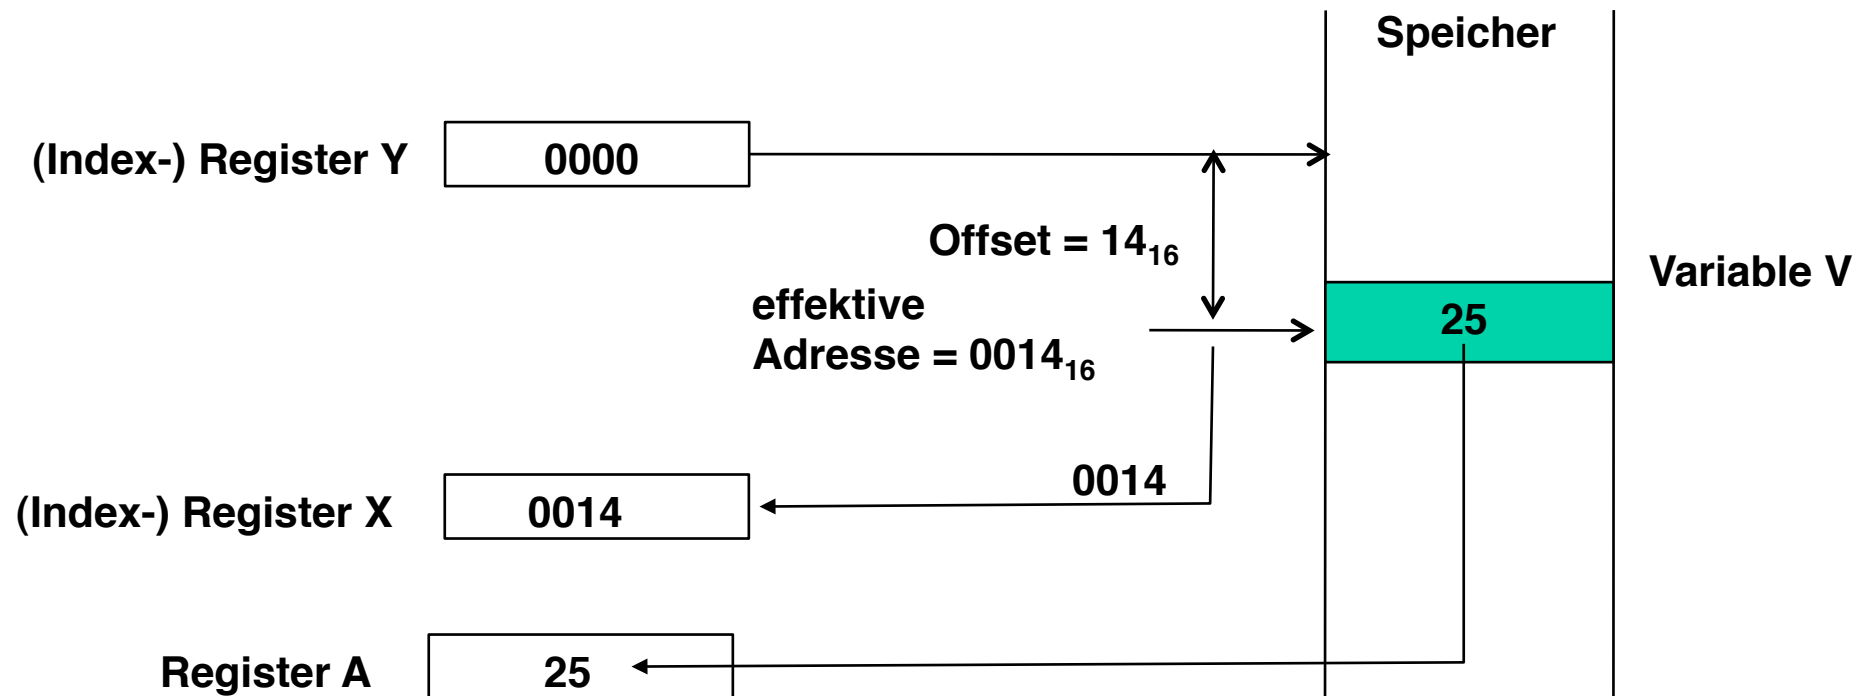 Speicher
(Index-) Register Y
0000
Offset = 14₁₆
Variable V
effektive
Adresse = 0014₁₆
25
0014
(Index-) Register X
0014
Register A
25